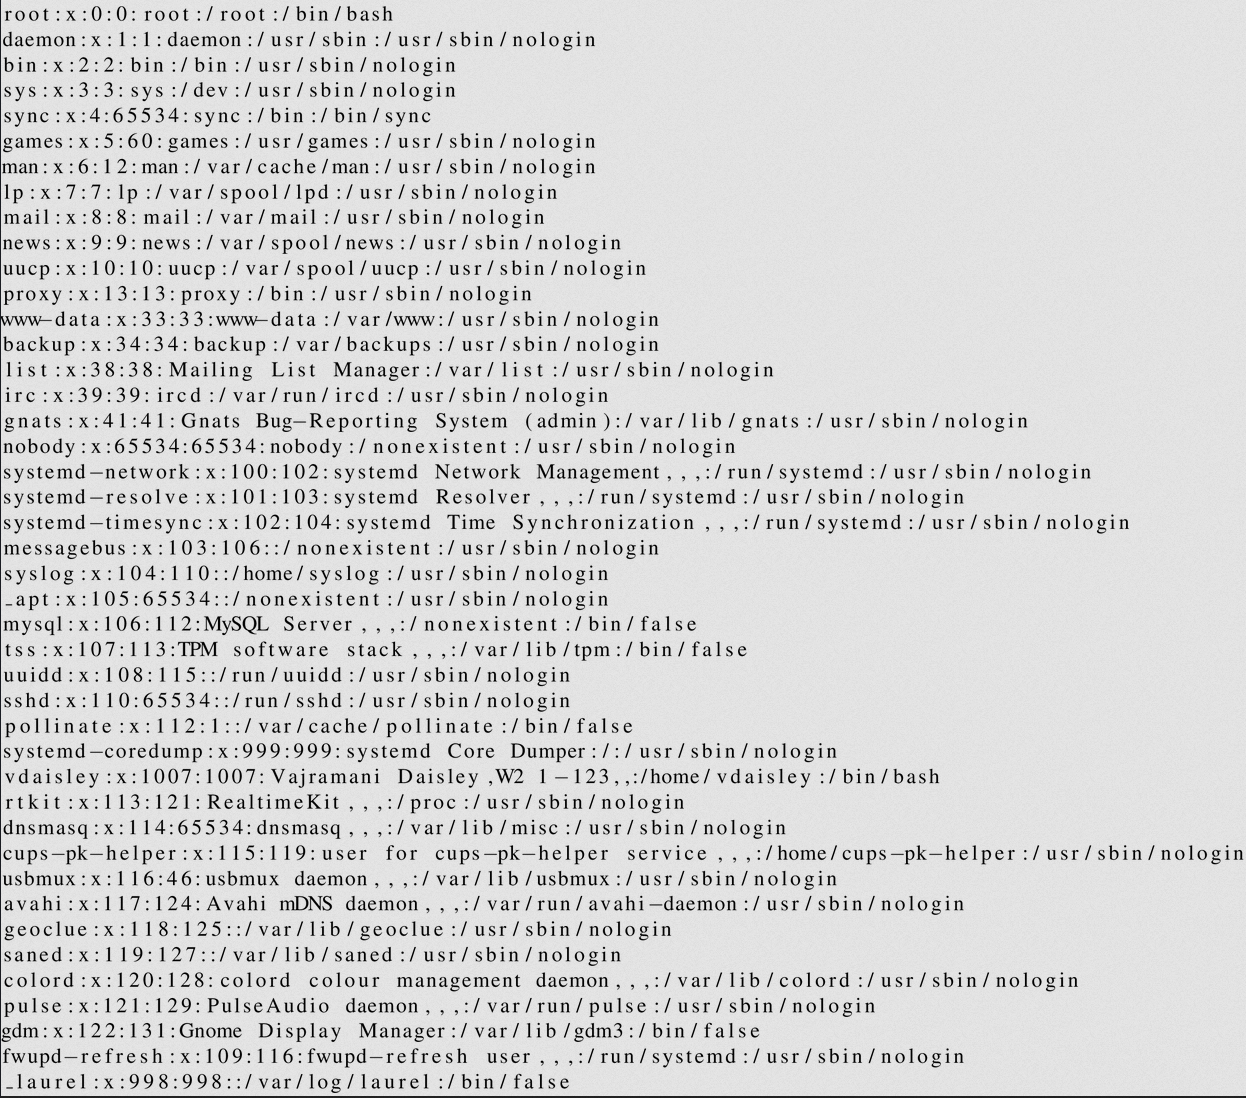 root:x:0:0:root:/root:/bin/bash
daemon:x:1:1:daemon:/usr/sbin:/usr/sbin/nologin
bin:x:2:2:bin:/bin:/usr/sbin/nologin
sys:x:3:3:sys:/dev:/usr/sbin/nologin
sync:x:4:65534:sync:/bin:/bin/sync
games:x:5:60:games:/usr/games:/usr/sbin/nologin
man:x:6:12:man:/var/cache/man:/usr/sbin/nologin
lp:x:7:7:lp:/var/spool/lpd:/usr/sbin/nologin
mail:x:8:8:mail:/var/mail:/usr/sbin/nologin
news:x:9:9:news:/var/spool/news:/usr/sbin/nologin
uucp:x:10:10:uucp:/var/spool/uucp:/usr/sbin/nologin
proxy:x:13:13:proxy:/bin:/usr/sbin/nologin
www-data:x:33:33:www-data:/var/www:/usr/sbin/nologin
backup:x:34:34:backup:/var/backups:/usr/sbin/nologin
list:x:38:38:Mailing List Manager:/var/list:/usr/sbin/nologin
irc:x:39:39:ircd:/var/run/ircd:/usr/sbin/nologin
gnats:x:41:41:Gnats Bug-Reporting System (admin):/var/lib/gnats:/usr/sbin/nologin
nobody:x:65534:65534:nobody:/nonexistent:/usr/sbin/nologin
systemd-network:x:100:102:systemd Network Management,,,:/run/systemd:/usr/sbin/nologin
systemd-resolve:x:101:103:systemd Resolver,,,:/run/systemd:/usr/sbin/nologin
systemd-timesync:x:102:104:systemd Time Synchronization,,,:/run/systemd:/usr/sbin/nologin
messagebus:x:103:106::/nonexistent:/usr/sbin/nologin
syslog:x:104:110::/home/syslog:/usr/sbin/nologin
_apt:x:105:65534::/nonexistent:/usr/sbin/nologin
mysql:x:106:112:MySQL Server,,,:/nonexistent:/bin/false
tss:x:107:113:TPM software stack,,,:/var/lib/tpm:/bin/false
uuidd:x:108:115::/run/uuidd:/usr/sbin/nologin
sshd:x:110:65534::/run/sshd:/usr/sbin/nologin
pollinate:x:112:1::/var/cache/pollinate:/bin/false
systemd-coredump:x:999:999:systemd Core Dumper:/:/usr/sbin/nologin
vdaisley:x:1007:1007:Vajramani Daisley,W2 1-123,,:/home/vdaisley:/bin/bash
rtkit:x:113:121:RealtimeKit,,,:/proc:/usr/sbin/nologin
dnsmasq:x:114:65534:dnsmasq,,,:/var/lib/misc:/usr/sbin/nologin
cups-pk-helper:x:115:119:user for cups-pk-helper service,,,:/home/cups-pk-helper:/usr/sbin/nologin
usbmux:x:116:46:usbmux daemon,,,:/var/lib/usbmux:/usr/sbin/nologin
avahi:x:117:124:Avahi mDNS daemon,,,:/var/run/avahi-daemon:/usr/sbin/nologin
geoclue:x:118:125::/var/lib/geoclue:/usr/sbin/nologin
saned:x:119:127::/var/lib/saned:/usr/sbin/nologin
colord:x:120:128:colord colour management daemon,,,:/var/lib/colord:/usr/sbin/nologin
pulse:x:121:129:PulseAudio daemon,,,:/var/run/pulse:/usr/sbin/nologin
gdm:x:122:131:Gnome Display Manager:/var/lib/gdm3:/bin/false
fwupd-refresh:x:109:116:fwupd-refresh user,,,:/run/systemd:/usr/sbin/nologin
_laurel:x:998:998::/var/log/laurel:/bin/false